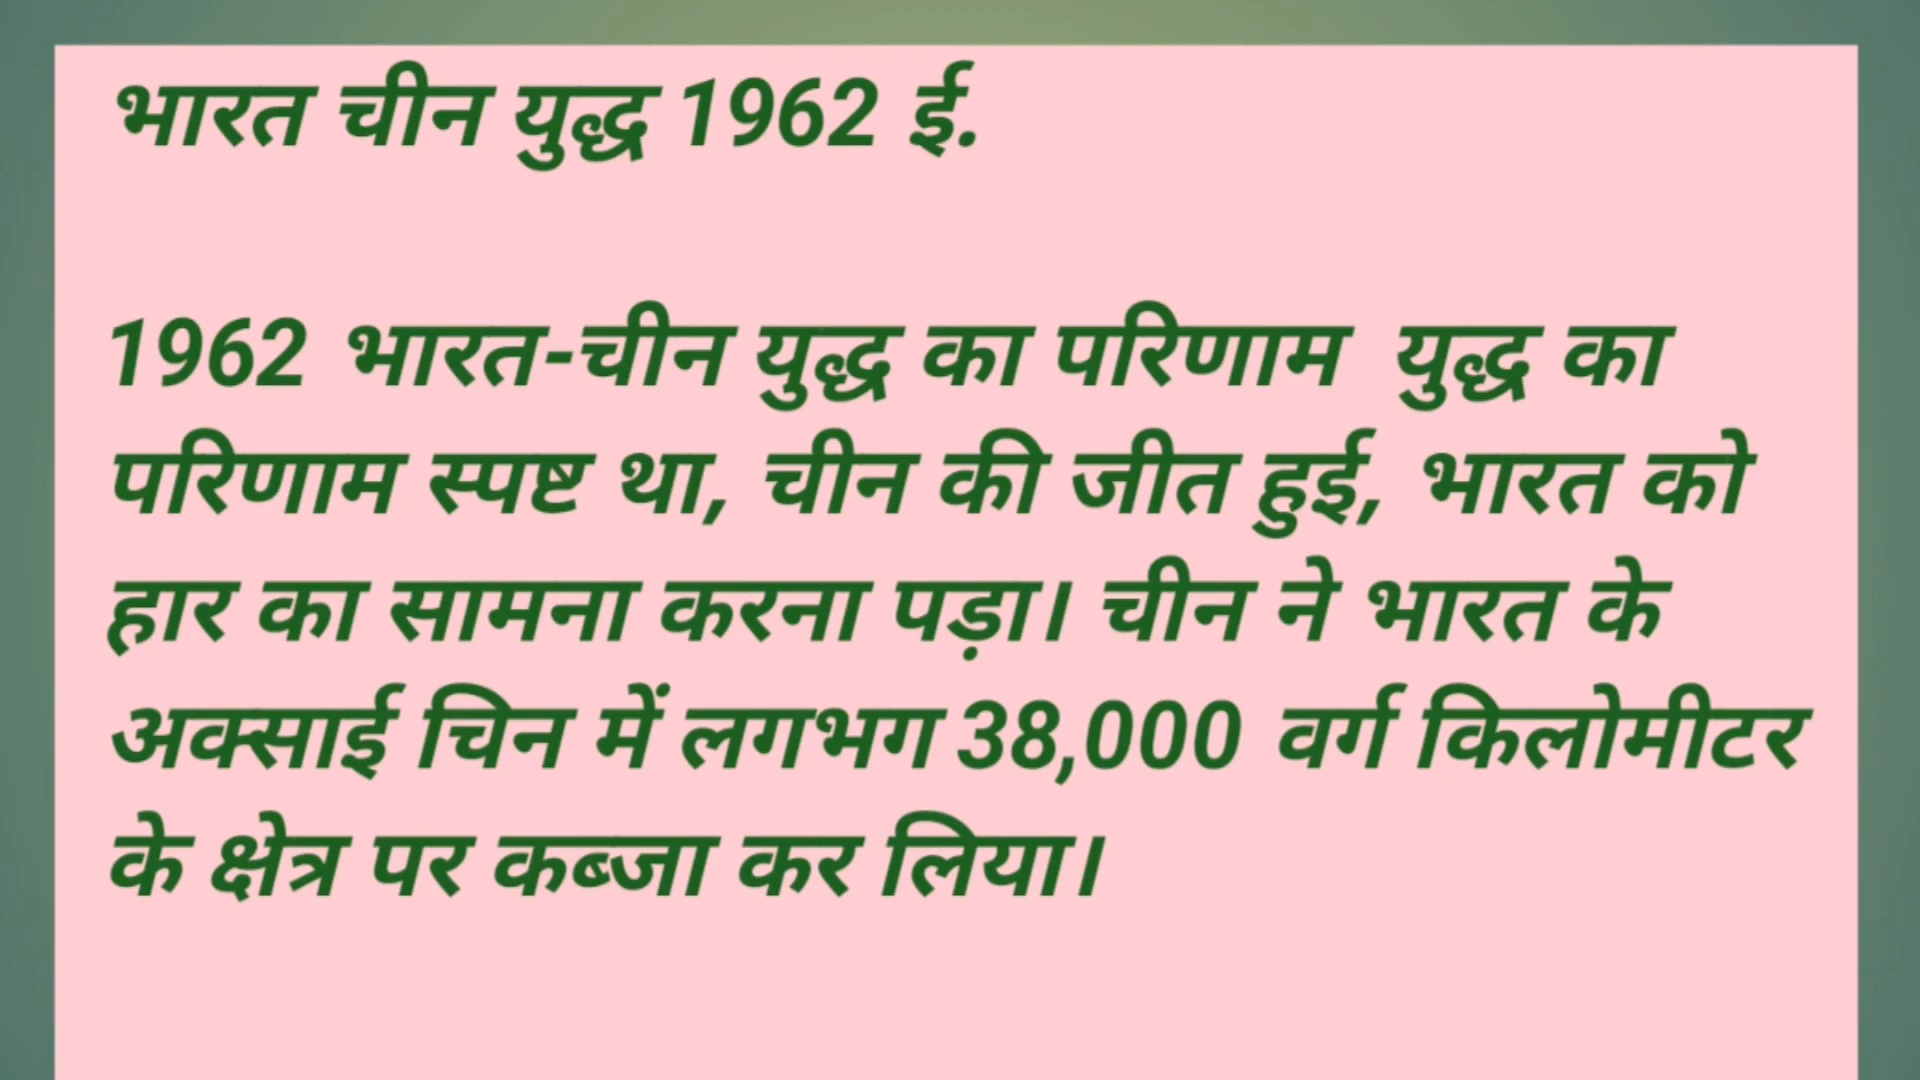 भारत चीन युद्ध 1962 ई.
1962 भारत-चीन युद्ध का परिणाम युद्ध का
परिणाम स्पष्ट था, चीन की जीत हुई, भारत को
हार का सामना करना पड़ा। चीन ने भारत के
अक्साई चिन में लगभग 38,000 वर्ग किलोमीटर
के क्षेत्र पर कब्जा कर लिया।